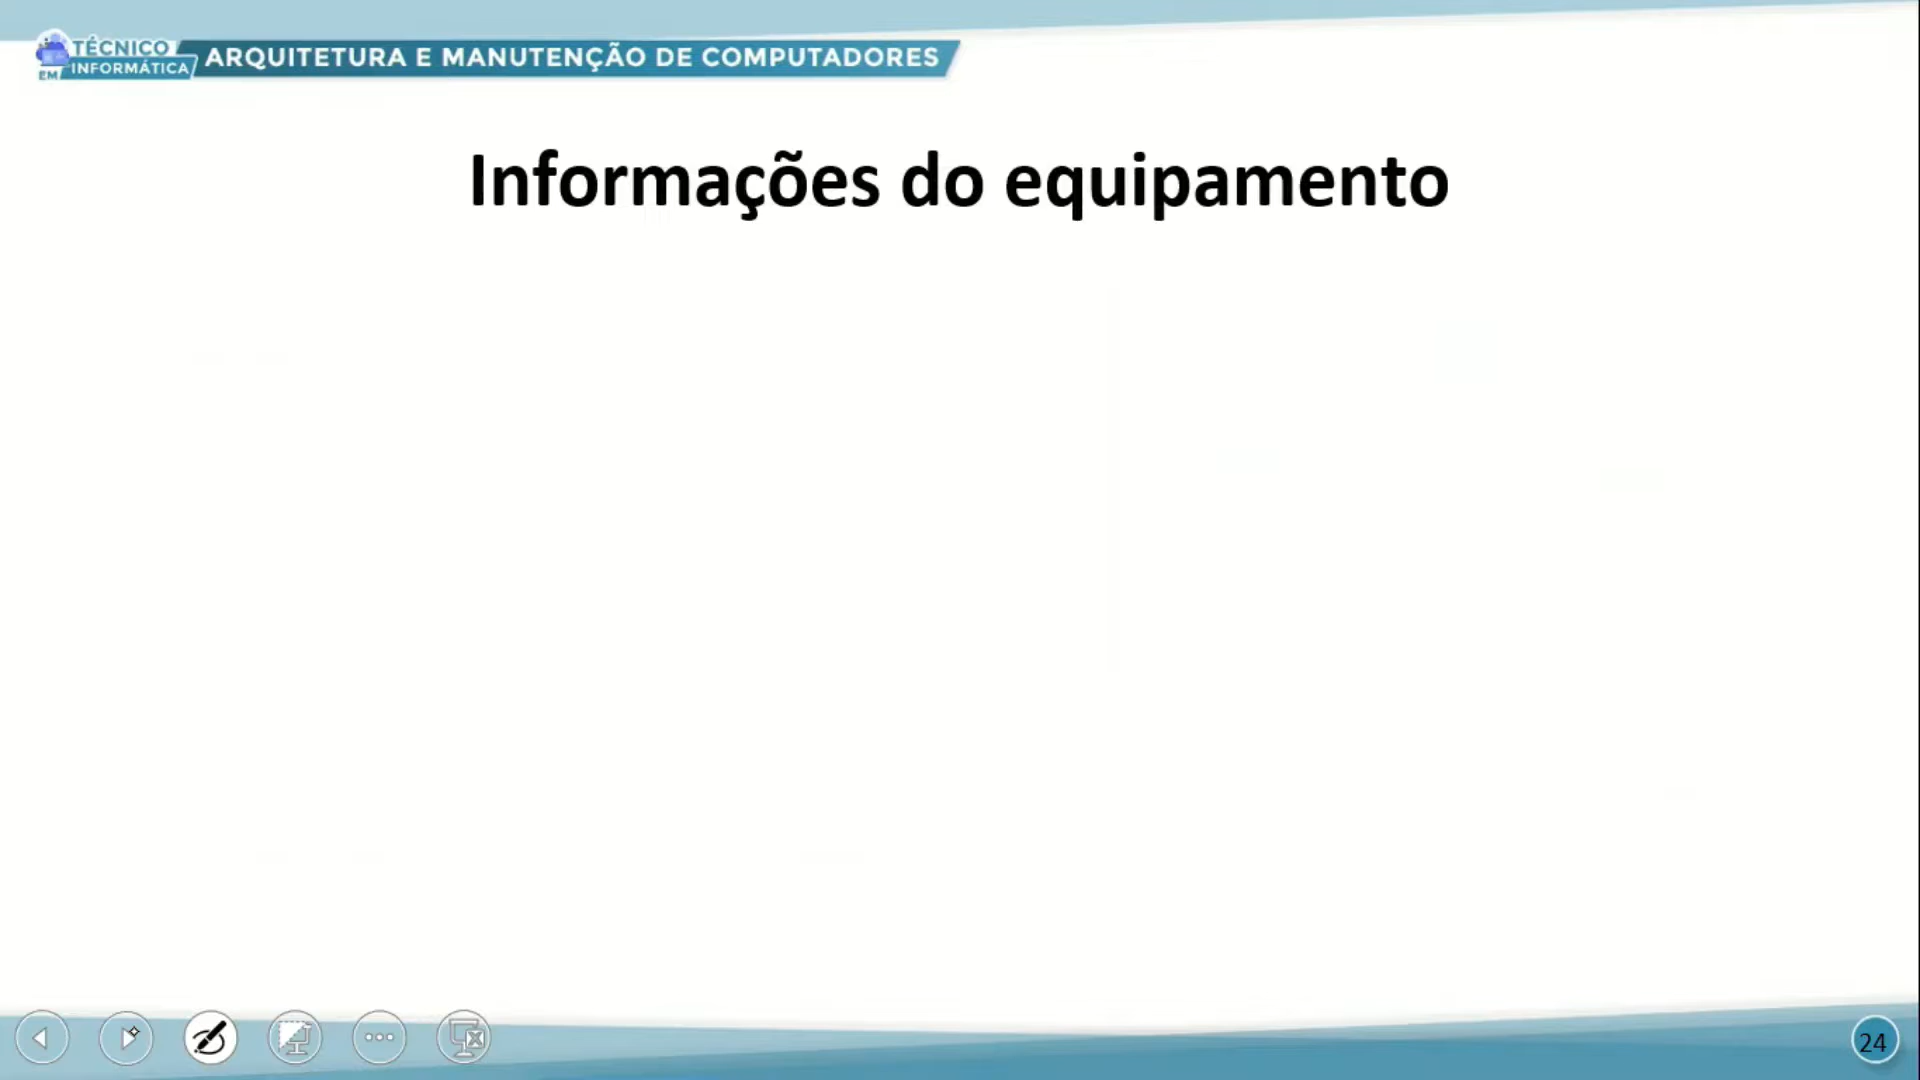 TÉCNICO
EM INFORMÁTICA
ARQUITETURA E MANUTENÇÃO DE COMPUTADORES
Informações do equipamento
24